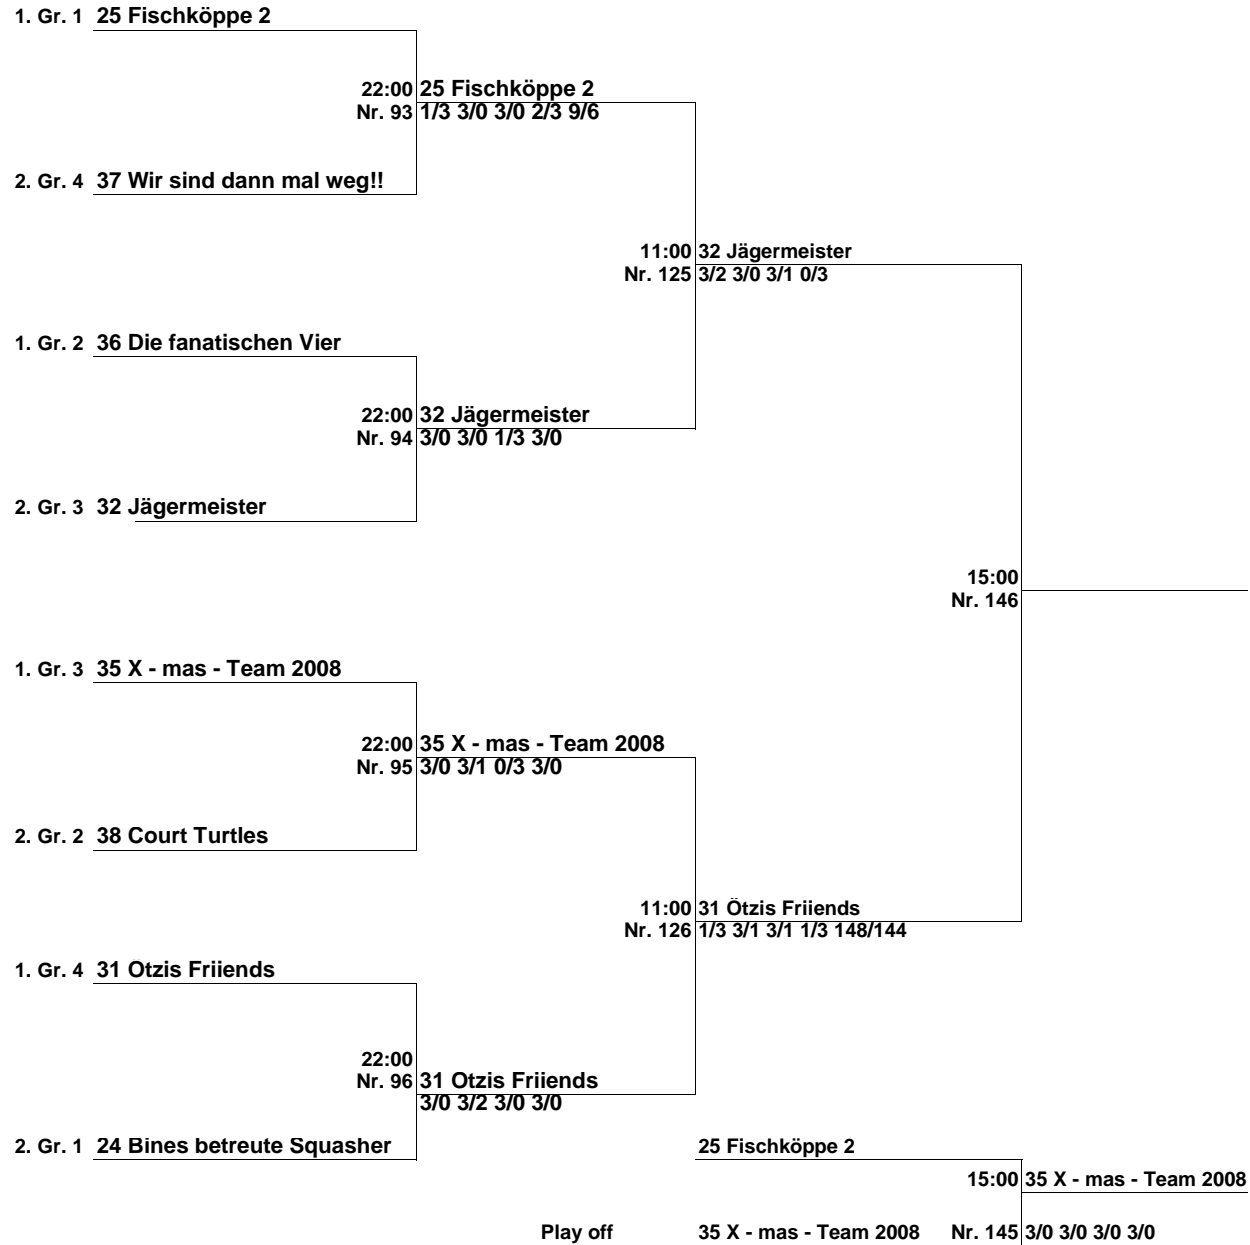 1. Gr. 1 25 Fischköppe 2
22:00 25 Fischköppe 2
Nr. 93 1/3 3/0 3/0 2/3 9/6
2. Gr. 4 37 Wir sind dann mal weg!!
11:00 32 Jägermeister
Nr. 125 3/2 3/0 3/1 0/3
1. Gr. 2 36 Die fanatischen Vier
22:00 32 Jägermeister
Nr. 94 3/0 3/0 1/3 3/0
2. Gr. 3 32 Jägermeister
15:00
Nr. 146
1. Gr. 3 35 X - mas - Team 2008
22:00 35 X - mas - Team 2008
Nr. 95 3/0 3/1 0/3 3/0
2. Gr. 2 38 Court Turtles
11:00 31 Ötzis Friiends
Nr. 126 1/3 3/1 3/1 1/3 148/144
1. Gr. 4 31 Otzis Friiends
22:00
Nr. 96 31 Otzis Friiends
3/0 3/2 3/0 3/0
2. Gr. 1 24 Bines betreute Squasher
25 Fischköppe 2
15:00 35 X - mas - Team 2008
Play off 35 X - mas - Team 2008 Nr. 145 3/0 3/0 3/0 3/0